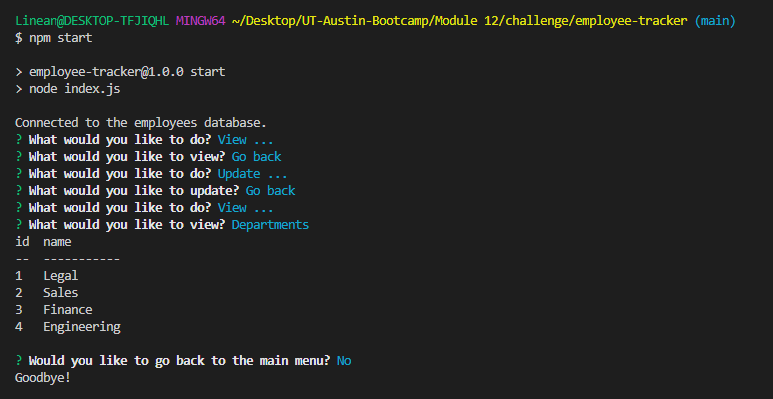 Linean@DESKTOP-TFJIQHL MINGW64 ~/Desktop/UT-Austin-Bootcamp/Module 12/challenge/employee-tracker (main)
$ npm start
> employee-tracker@1.0.0 start
> node index.js
Connected to the employees database.
? What would you like to do? View ...
? What would you like to view? Go back
? What would you like to do? Update ...
? What would you like to update? Go back
? What would you like to do? View ...
? What would you like to view? Departments
id  name
--  -----------
1   Legal
2   Sales
3   Finance
4   Engineering
? Would you like to go back to the main menu? No
Goodbye!